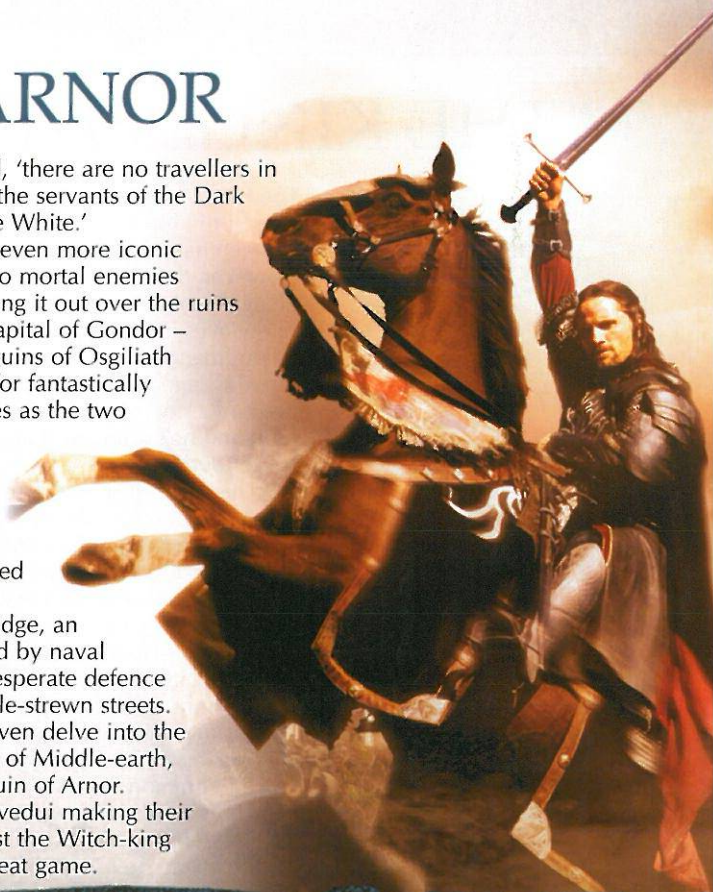 ARNOR
, 'there are no travellers in
the servants of the Dark
White.'
even more iconic
o mortal enemies
ng it out over the ruins
apital of Gondor –
uins of Osgiliath
or fantastically
es as the two
ed
dge, an
d by naval
esperate defence
le-strewn streets.
ven delve into the
of Middle-earth,
uin of Arnor.
vedui making their
st the Witch-king
eat game.